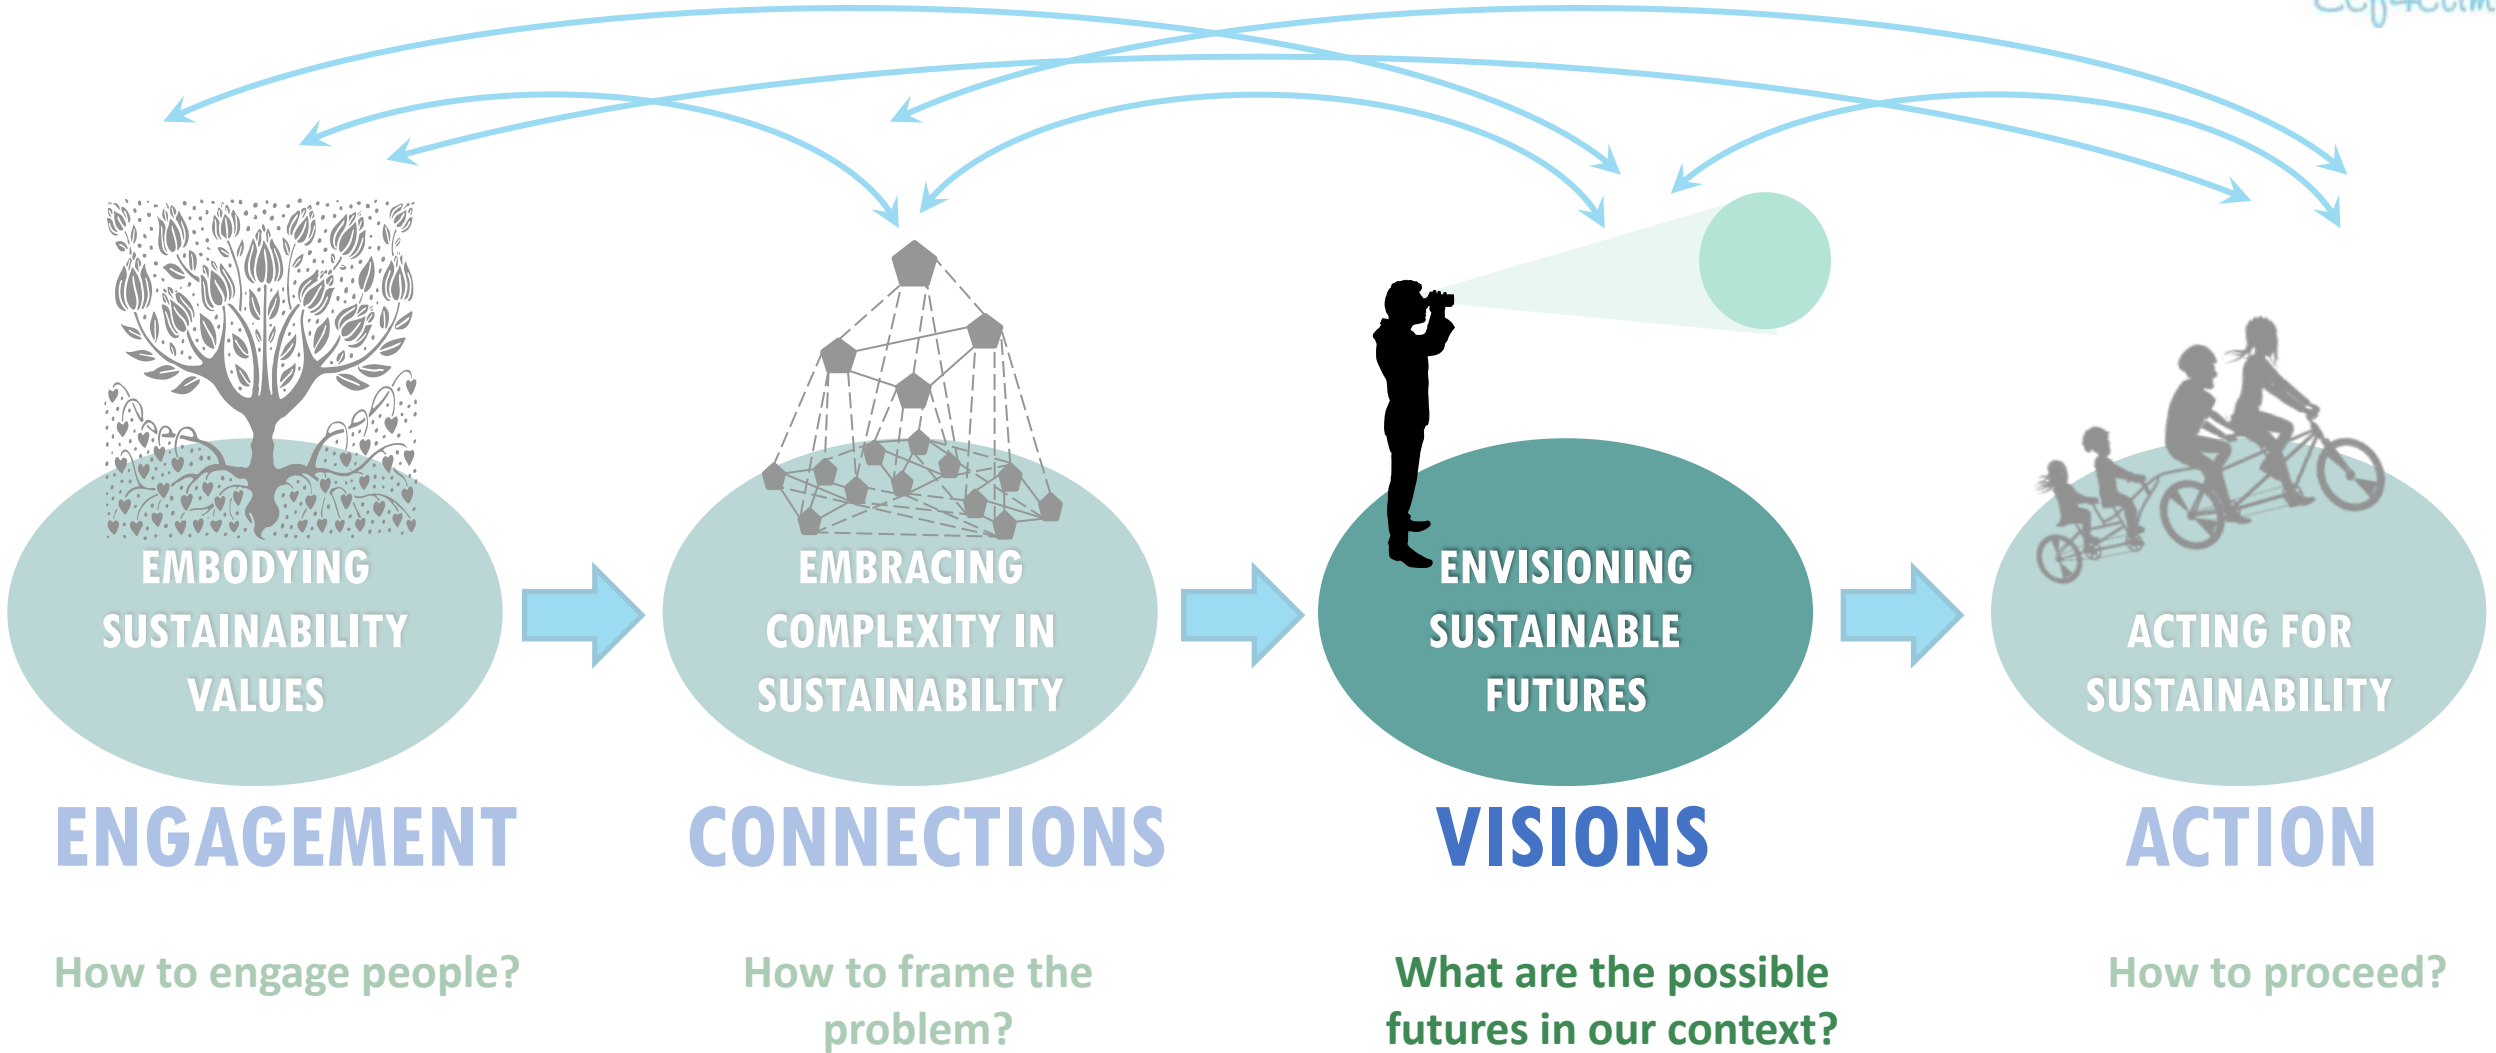 EMBODYING
SUSTAINABILITY
VALUES
EMBRACING
COMPLEXITY IN
SUSTAINABILITY
ENVISIONING
SUSTAINABLE
FUTURES
ACTING FOR
SUSTAINABILITY
ENGAGEMENT
CONNECTIONS
VISIONS
ACTION
How to engage people?
How to frame the
problem?
What are the possible
futures in our context?
How to proceed?